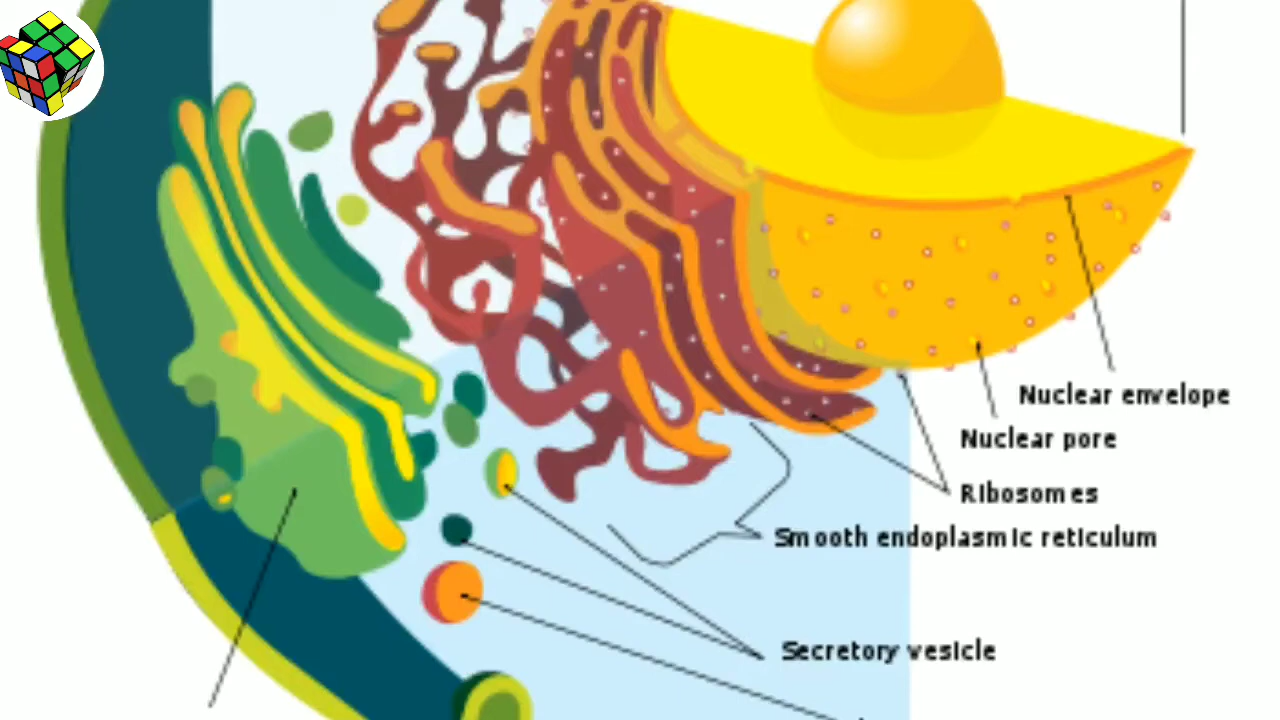 Nuclear envelope
Nuclear pore
Ribosomes
Smooth endoplasmic reticulum
Secretory vesicle